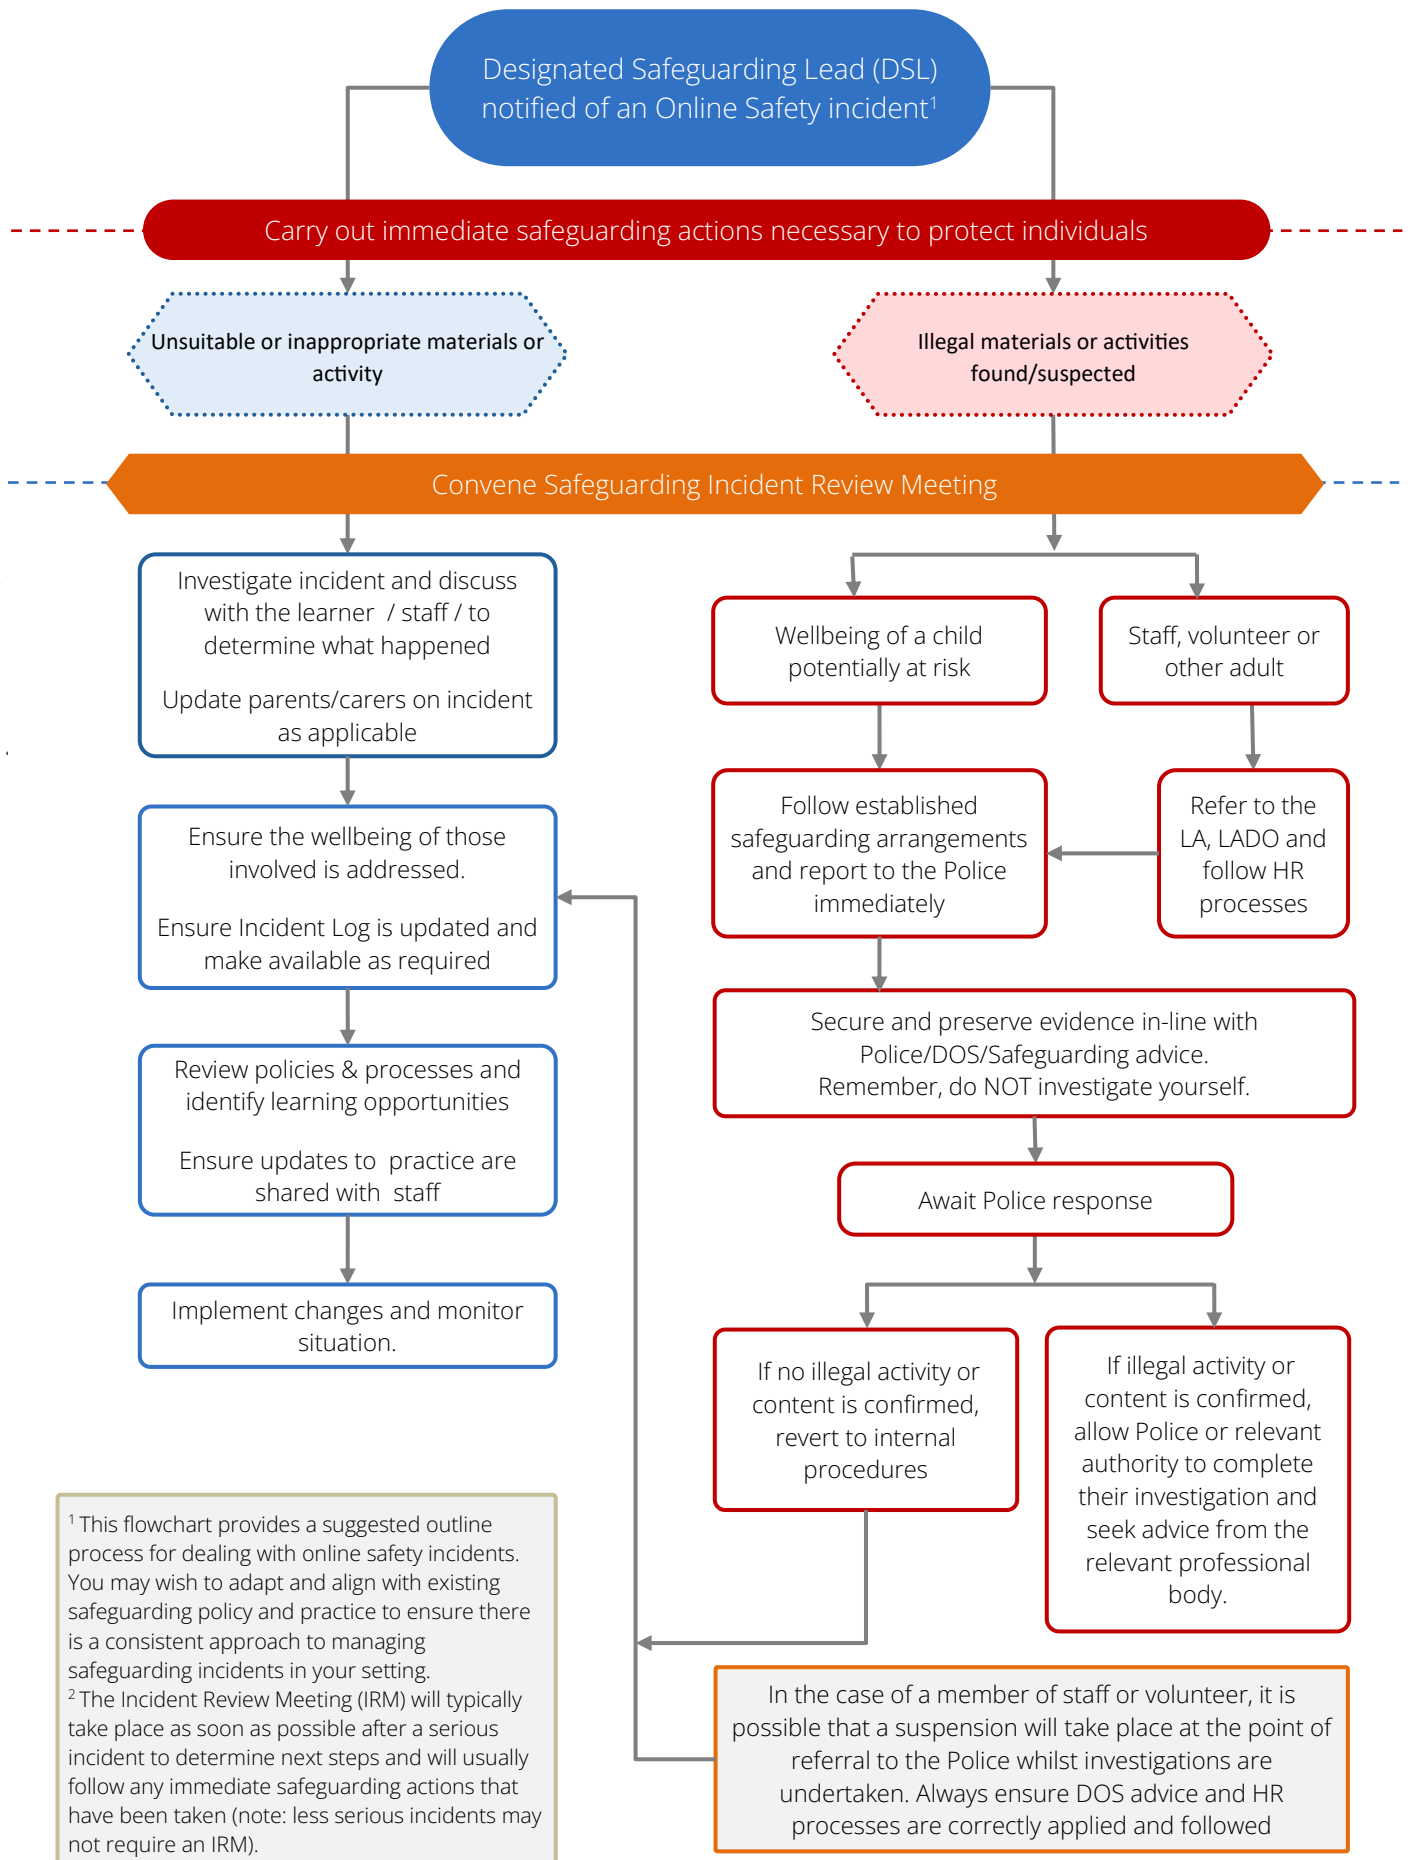 Designated Safeguarding Lead (DSL)
notified of an Online Safety incident¹
Carry out immediate safeguarding actions necessary to protect individuals
Unsuitable or inappropriate materials or
activity
Illegal materials or activities
found/suspected
Convene Safeguarding Incident Review Meeting
Investigate incident and discuss
with the learner / staff / to
determine what happened
Update parents/carers on incident
as applicable
Wellbeing of a child
potentially at risk
Staff, volunteer or
other adult
Ensure the wellbeing of those
involved is addressed.
Ensure Incident Log is updated and
make available as required
Follow established
safeguarding arrangements
and report to the Police
immediately
Refer to the
LA, LADO and
follow HR
processes
Secure and preserve evidence in-line with
Police/DOS/Safeguarding advice.
Remember, do NOT investigate yourself.
Review policies & processes and
identify learning opportunities
Ensure updates to practice are
shared with staff
Await Police response
Implement changes and monitor
situation.
If no illegal activity or
content is confirmed,
revert to internal
procedures
If illegal activity or
content is confirmed,
allow Police or relevant
authority to complete
their investigation and
seek advice from the
relevant professional
body.
¹ This flowchart provides a suggested outline
process for dealing with online safety incidents.
You may wish to adapt and align with existing
safeguarding policy and practice to ensure there
is a consistent approach to managing
safeguarding incidents in your setting.
² The Incident Review Meeting (IRM) will typically
take place as soon as possible after a serious
incident to determine next steps and will usually
follow any immediate safeguarding actions that
have been taken (note: less serious incidents may
not require an IRM).
In the case of a member of staff or volunteer, it is
possible that a suspension will take place at the point of
referral to the Police whilst investigations are
undertaken. Always ensure DOS advice and HR
processes are correctly applied and followed